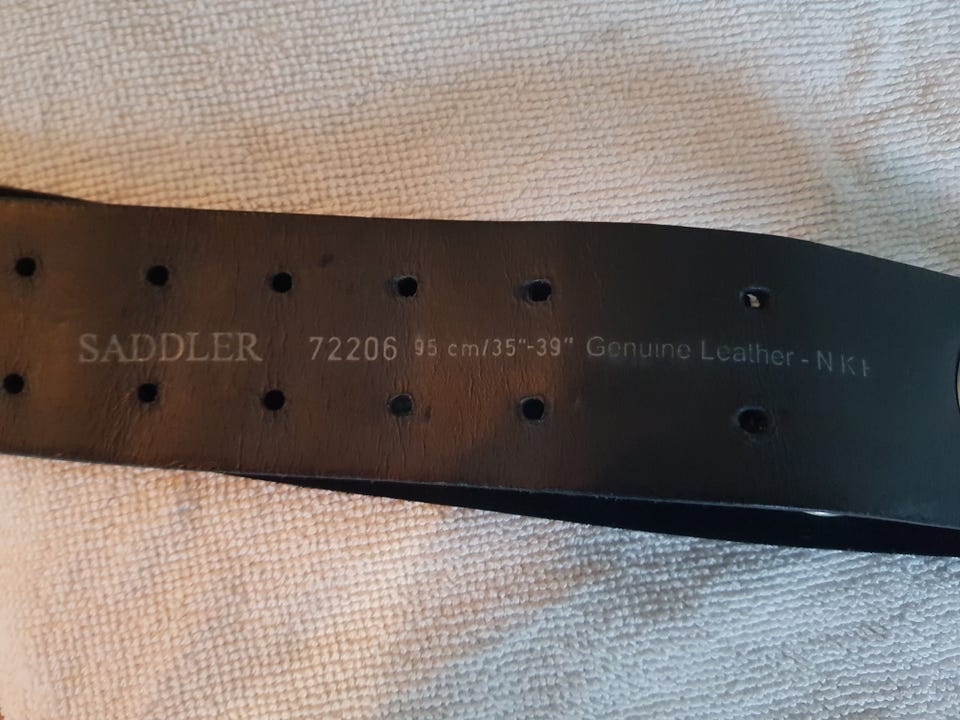 SADDLER 72206 95 cm/35"-39" Genuine Leather -